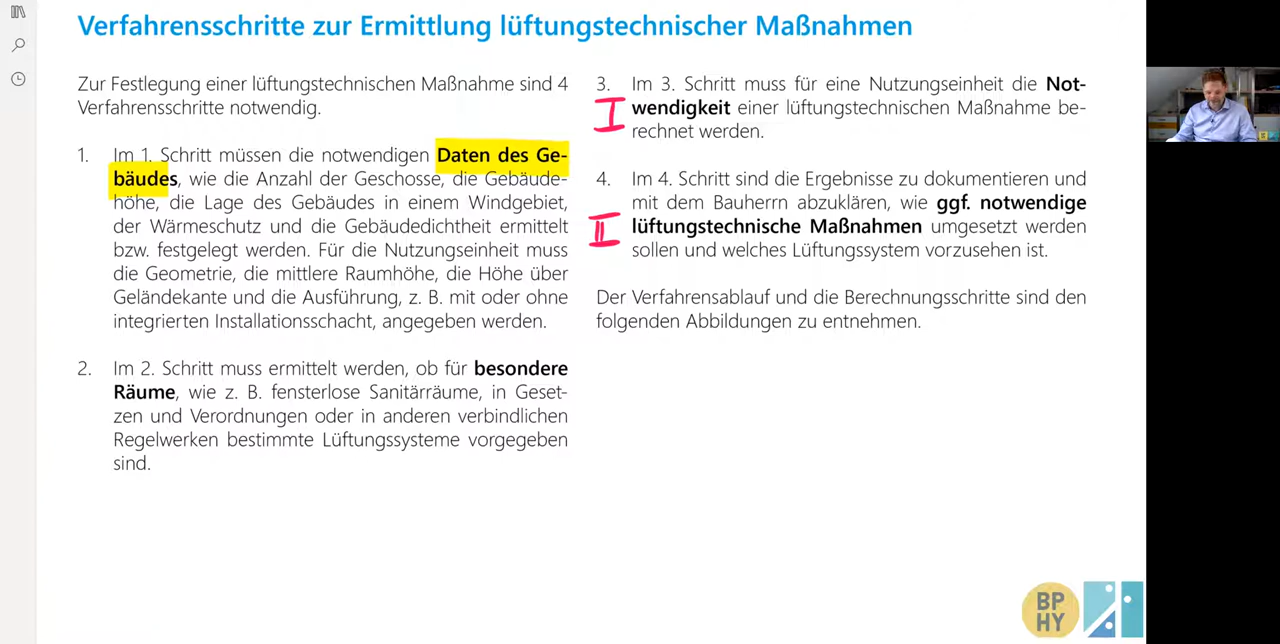 Verfahrensschritte zur Ermittlung lüftungstechnischer Maßnahmen
Zur Festlegung einer lüftungstechnischen Maßnahme sind 4
Verfahrensschritte notwendig.
1. Im 1. Schritt müssen die notwendigen Daten des Ge-
bäudes, wie die Anzahl der Geschosse, die Gebäude-
höhe, die Lage des Gebäudes in einem Windgebiet,
der Wärmeschutz und die Gebäudedichtheit ermittelt
bzw. festgelegt werden. Für die Nutzungseinheit muss
die Geometrie, die mittlere Raumhöhe, die Höhe über
Geländekante und die Ausführung, z. B. mit oder ohne
integrierten Installationsschacht, angegeben werden.
2. Im 2. Schritt muss ermittelt werden, ob für besondere
Räume, wie z. B. fensterlose Sanitärräume, in Geset-
zen und Verordnungen oder in anderen verbindlichen
Regelwerken bestimmte Lüftungssysteme vorgegeben
sind.
3. Im 3. Schritt muss für eine Nutzungseinheit die Not-
I wendigkeit einer lüftungstechnischen Maßnahme be-
rechnet werden.
4. Im 4. Schritt sind die Ergebnisse zu dokumentieren und
mit dem Bauherrn abzuklären, wie ggf. notwendige
II lüftungstechnische Maßnahmen umgesetzt werden
sollen und welches Lüftungssystem vorzusehen ist.
Der Verfahrensablauf und die Berechnungsschritte sind den
folgenden Abbildungen zu entnehmen.
BP
HY